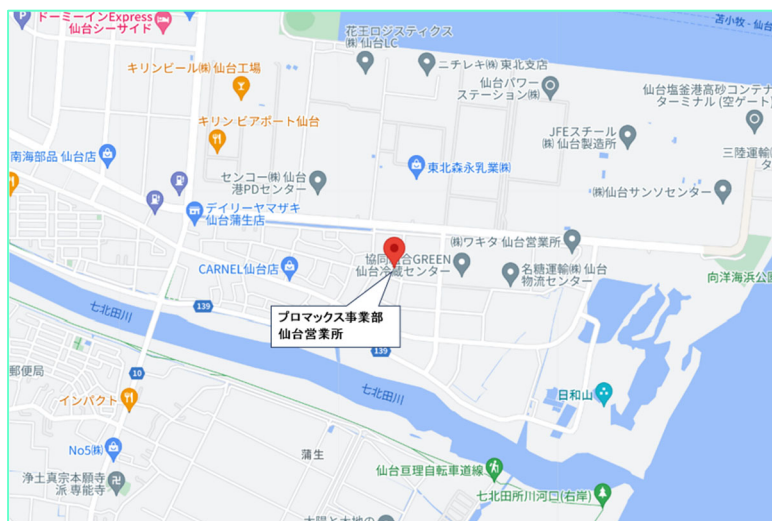 ドーミーインExpress
仙台シーサイド
花王ロジスティクス
㈱ 仙台LC
苫小牧 - 仙台
ニチレキ㈱ 東北支店
キリンビール㈱ 仙台工場
仙台パワー
ステーション㈱
仙台塩釜港高砂コンテナ
ターミナル (空ゲート)
キリン ビアポート仙台
JFEスチール
㈱ 仙台製造所
南海部品 仙台店
三陸運輸㈱
センコー㈱ 仙台
港PDセンター
東北森永乳業㈱
㈱仙台サンソセンター
デイリーヤマザキ
仙台蒲生店
㈱ワキタ 仙台営業所
協同組合GREEN
仙台冷蔵センター
CARNEL仙台店
名糖運輸㈱ 仙台
物流センター
向洋海浜公園
七北田川
139
プロマックス事業部
仙台営業所
139
郵便局
10
七北田川
日和山
インパクト
No5㈱
蒲生
仙台亘理自転車道線
浄土真宗本願寺
派 専能寺
七北田所川河口(右岸)
太陽と大地の